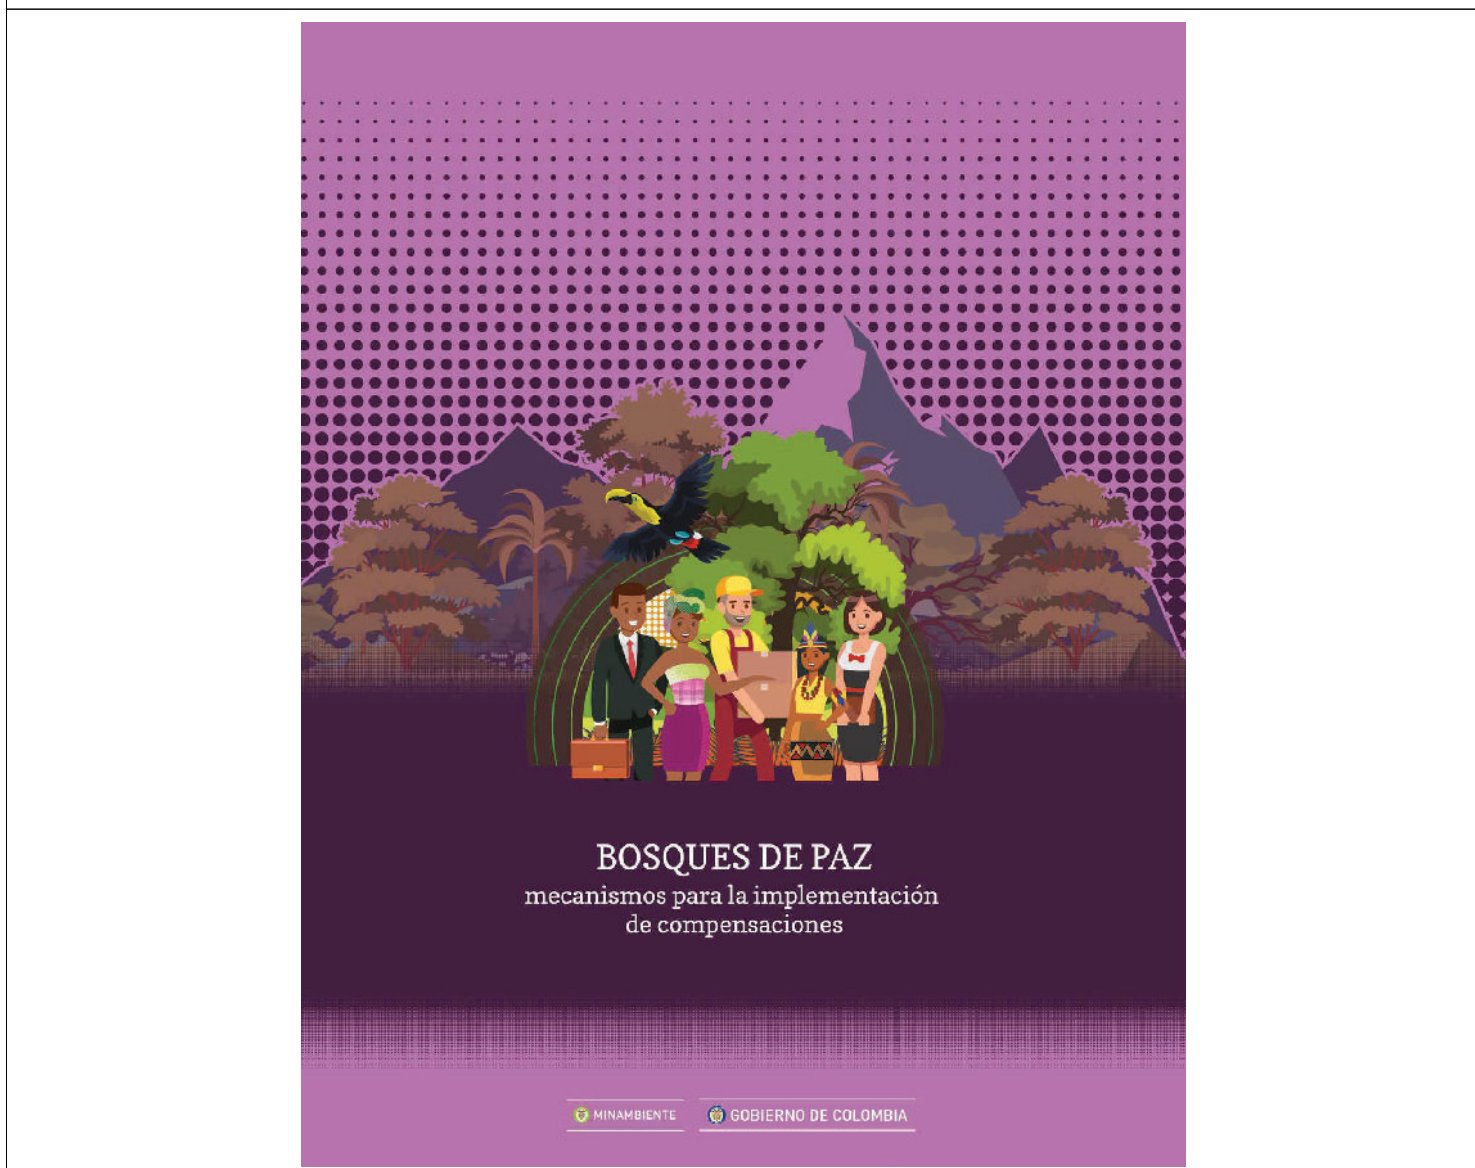 BOSQUES DE PAZ
mecanismos para la implementación
de compensaciones
MINAMBIENTE
GOBIERNO DE COLOMBIA